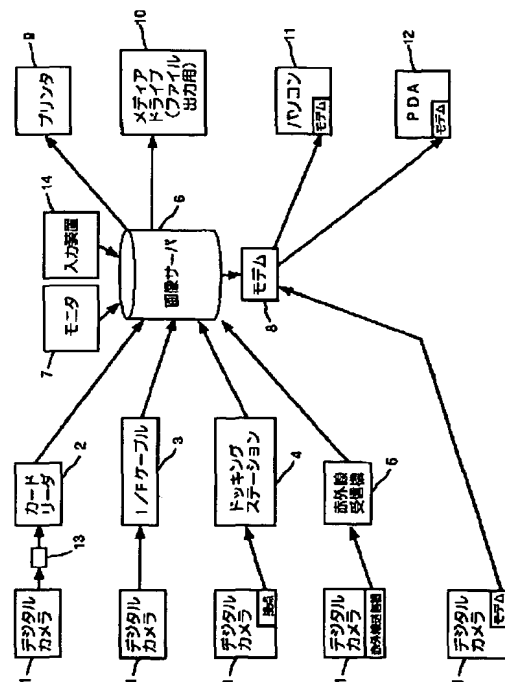 デジタル
カメラ
1
13
カード
リーダ
2
デジタル
カメラ
1
I/Fケーブル
3
デジタル
カメラ
接点
1
ドッキング
ステーション
4
デジタル
カメラ
赤外線送信器
1
赤外線
受信機
5
デジタル
カメラ
モデム
1
モニタ
7
入力装置
14
画像サーバ
6
モデム
8
プリンタ
9
メディア
ドライブ
(ファイル
出力用)
10
パソコン
モデム
11
PDA
モデム
12